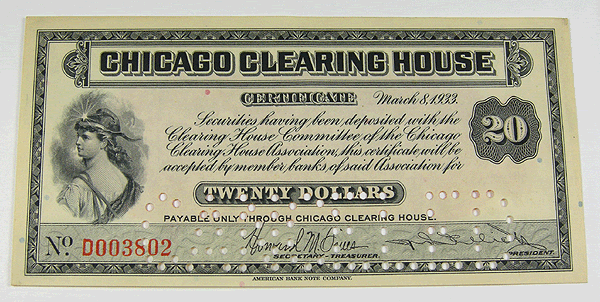 CHICAGO CLEARING HOUSE
CERTIFICATE March 8, 1933.
Securities having been deposited with the
Clearing House Committee of the Chicago
Clearing House Association, this certificate will be
accepted by member banks of said Association for
20
TWENTY DOLLARS
PAYABLE ONLY THROUGH CHICAGO CLEARING HOUSE.
No. D003802
SECRETARY - TREASURER. PRESIDENT.
AMERICAN BANK NOTE COMPANY.